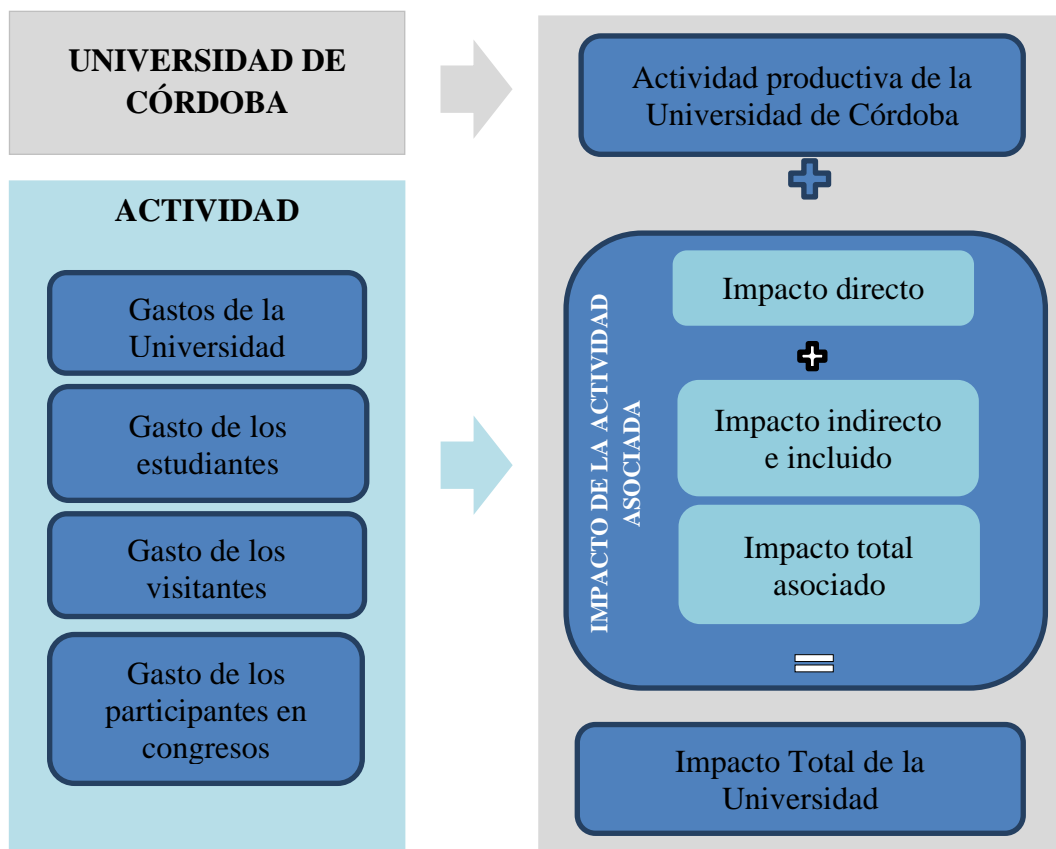 UNIVERSIDAD DE
CÓRDOBA
ACTIVIDAD
Gastos de la
Universidad
Gasto de los
estudiantes
Gasto de los
visitantes
Gasto de los
participantes en
congresos
Actividad productiva de la
Universidad de Córdoba
IMPACTO DE LA ACTIVIDAD
ASOCIADA
Impacto directo
Impacto indirecto
e incluido
Impacto total
asociado
Impacto Total de la
Universidad